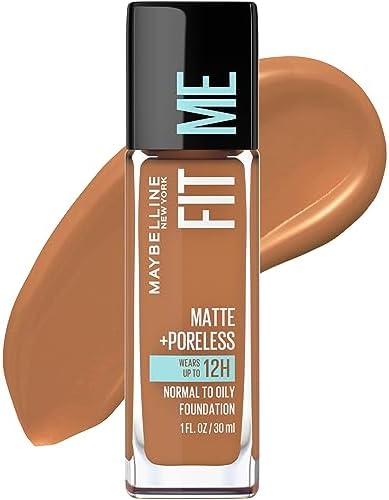 MAYBELLINE
NEW YORK
FIT ME
MATTE
+PORELESS
WEARS
UP TO 12H
NORMAL TO OILY
FOUNDATION
1 FL. OZ / 30 ml